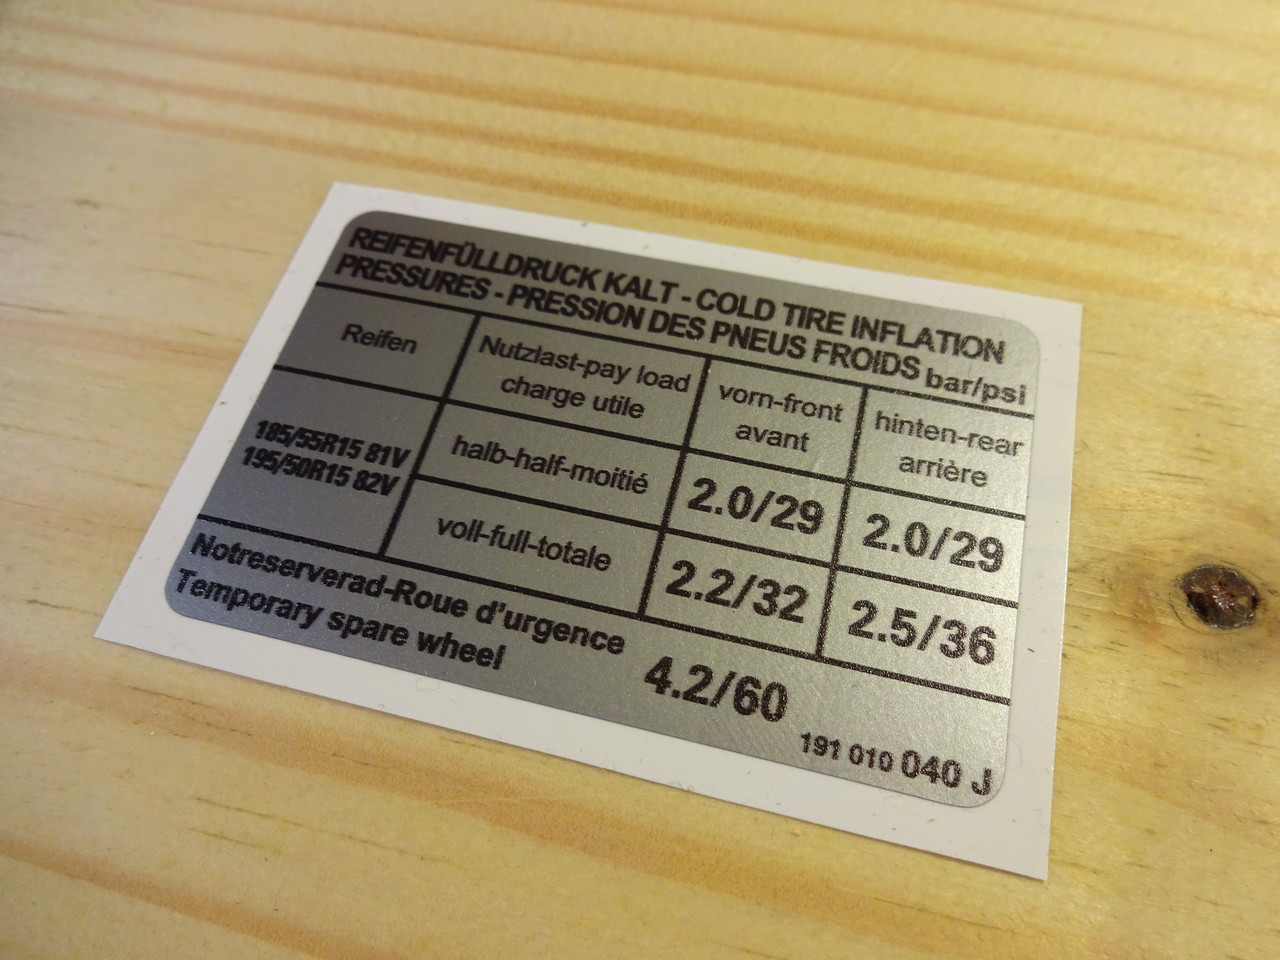 REIFENFÜLLDRUCK KALT - COLD TIRE INFLATION
PRESSURES - PRESSION DES PNEUS FROIDS bar/psi
Reifen
Nutzlast-pay load
charge utile
vorn-front
avant
hinten-rear
arrière
185/55R15 81V
195/50R15 82V
halb-half-moitié
2.0/29
2.0/29
voll-full-totale
2.2/32
2.5/36
Notreserverad-Roue d'urgence
Temporary spare wheel
4.2/60
191 010 040 J